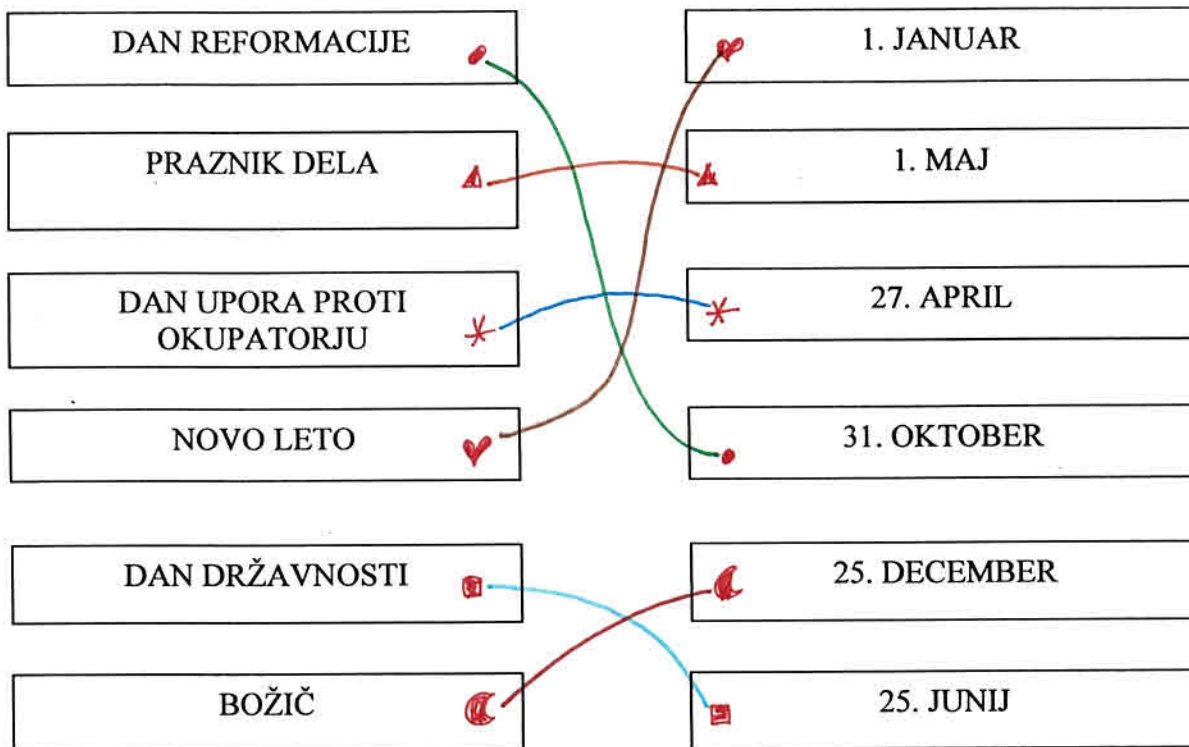 DAN REFORMACIJE
1. JANUAR
PRAZNIK DELA
1. MAJ
DAN UPORA PROTI
OKUPATORJU
27. APRIL
NOVO LETO
31. OKTOBER
DAN DRŽAVNOSTI
25. DECEMBER
BOŽIČ
25. JUNIJ